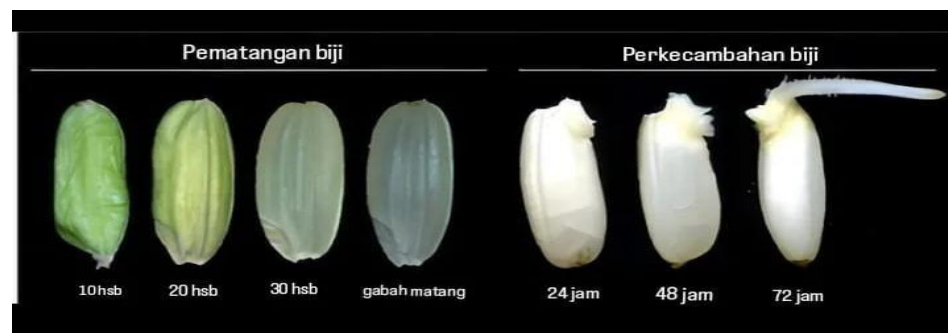 Pematangan biji
Perkecambahan biji
10 hsb
20 hsb
30 hsb
gabah matang
24 jam
48 jam
72 jam